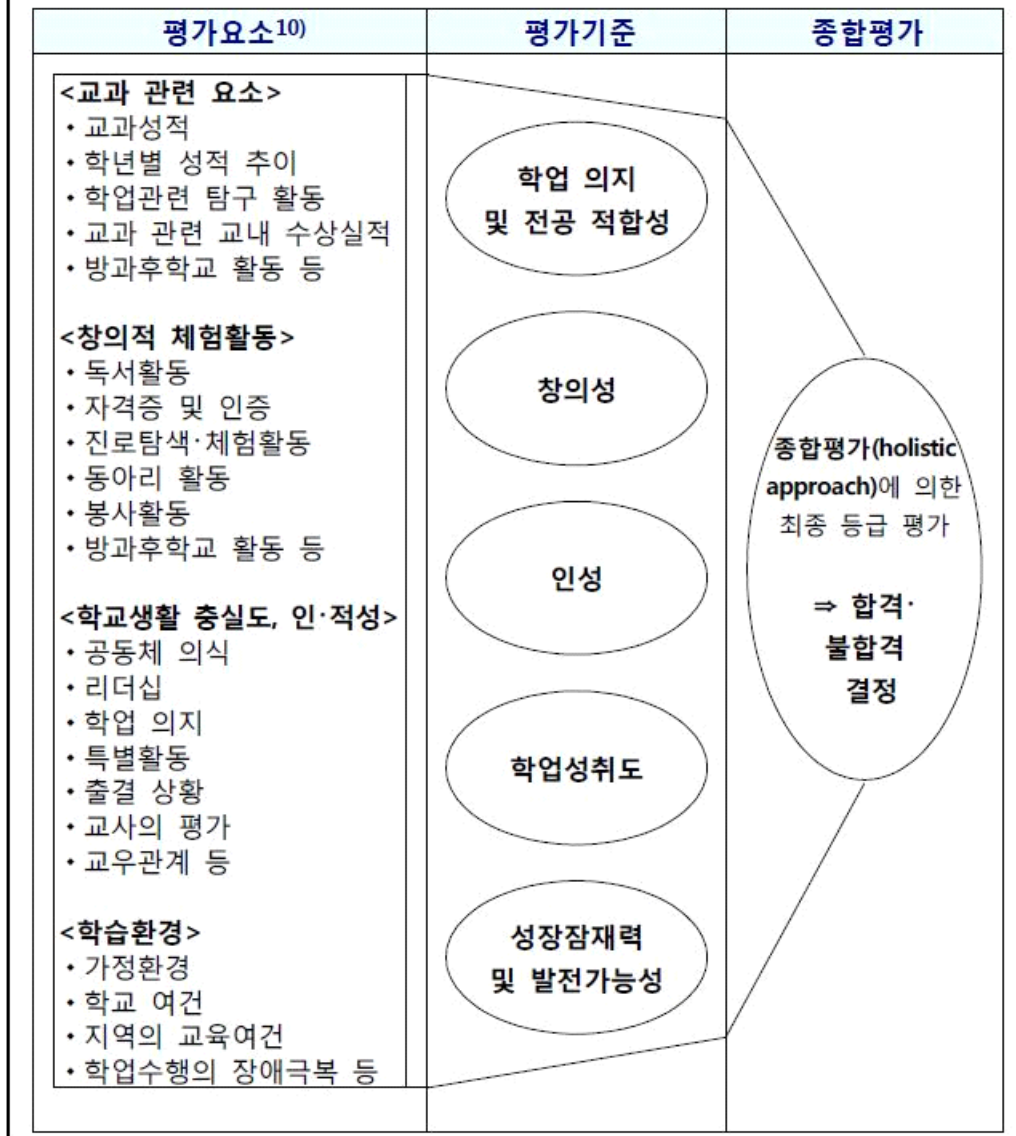 평가요소10)
평가기준
종합평가
<교과 관련 요소>
・교과성적
・학년별 성적 추이
・학업관련 탐구 활동
・교과 관련 교내 수상실적
・방과후학교 활동 등
<창의적 체험활동>
・독서활동
・자격증 및 인증
・진로탐색·체험활동
・동아리 활동
・봉사활동
・방과후학교 활동 등
<학교생활 충실도, 인·적성>
・공동체 의식
・리더십
・학업 의지
・특별활동
・출결 상황
・교사의 평가
・교우관계 등
<학습환경>
・가정환경
・학교 여건
・지역의 교육여건
・학업수행의 장애극복 등
학업 의지
및 전공 적합성
창의성
인성
학업성취도
성장잠재력
및 발전가능성
종합평가(holistic
approach)에 의한
최종 등급 평가
⇒ 합격·
불합격
결정